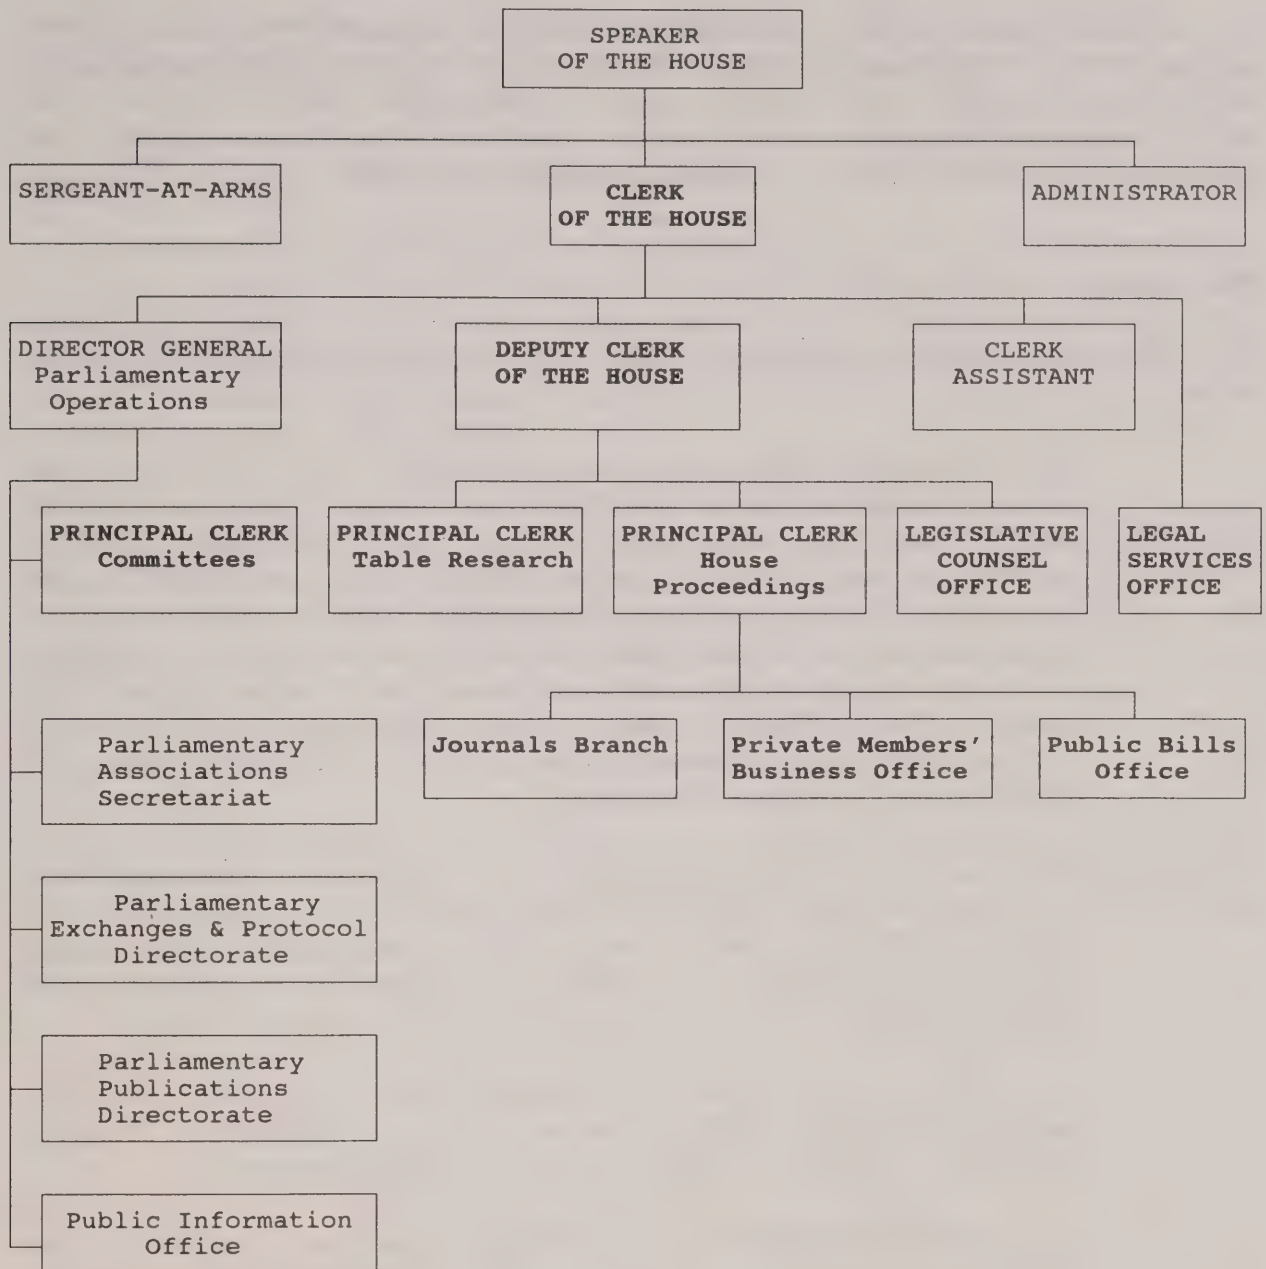 SPEAKER
OF THE HOUSE
SERGEANT-AT-ARMS
CLERK
OF THE HOUSE
ADMINISTRATOR
DIRECTOR GENERAL
Parliamentary
Operations
DEPUTY CLERK
OF THE HOUSE
CLERK
ASSISTANT
PRINCIPAL CLERK
Committees
PRINCIPAL CLERK
Table Research
PRINCIPAL CLERK
House
Proceedings
LEGISLATIVE
COUNSEL
OFFICE
LEGAL
SERVICES
OFFICE
Parliamentary
Associations
Secretariat
Journals Branch
Private Members'
Business Office
Public Bills
Office
Parliamentary
Exchanges & Protocol
Directorate
Parliamentary
Publications
Directorate
Public Information
Office